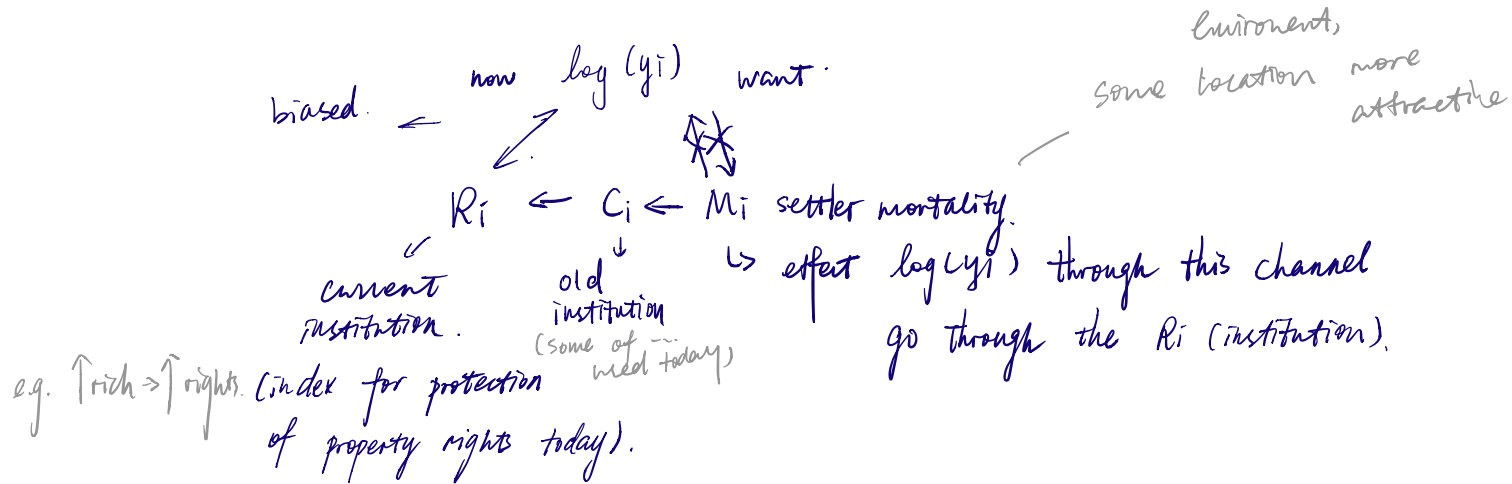 Enviroment,
some location more
attractive
now log(yi) want.
biased.
Ri ← Ci ← Mi settler mortality.
↳ effect log(yi) through this channel
go through the Ri (institution).
current
institution.
(index for protection
of property rights today).
old
institution
(some of ...
used today)
e.g. ↑rich → ↑rights.